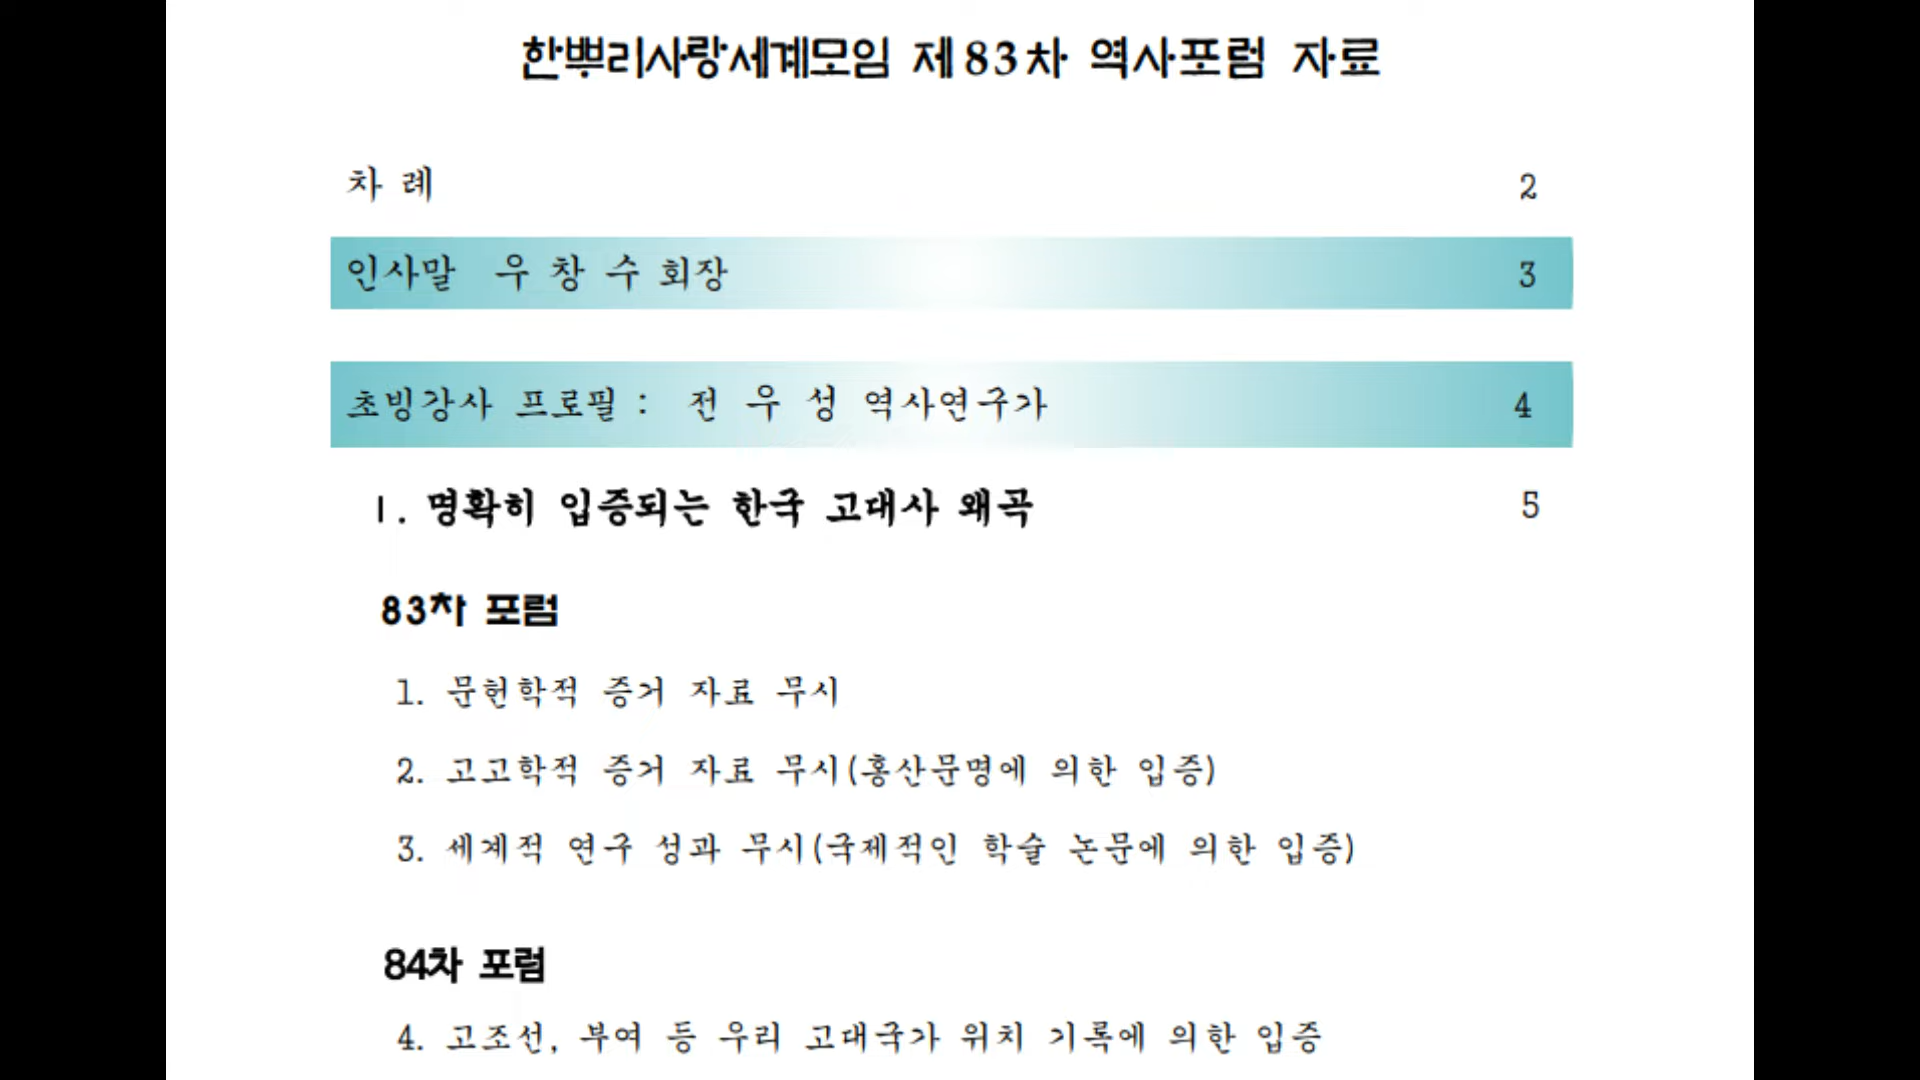 한뿌리사랑세계모임 제83차 역사포럼 자료
차 례 2
인사말 우 창 수 회장 3
초빙강사 프로필 : 전 우 성 역사연구가 4
Ⅰ. 명확히 입증되는 한국 고대사 왜곡 5
83차 포럼
1. 문헌학적 증거 자료 무시
2. 고고학적 증거 자료 무시(홍산문명에 의한 입증)
3. 세계적 연구 성과 무시(국제적인 학술 논문에 의한 입증)
84차 포럼
4. 고조선, 부여 등 우리 고대국가 위치 기록에 의한 입증